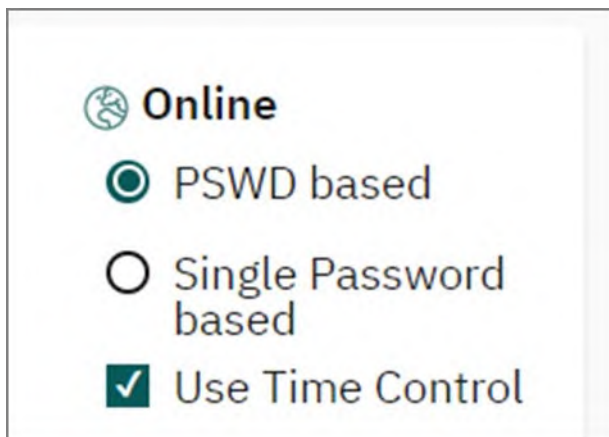 Online
PSWD based
Single Password
based
Use Time Control